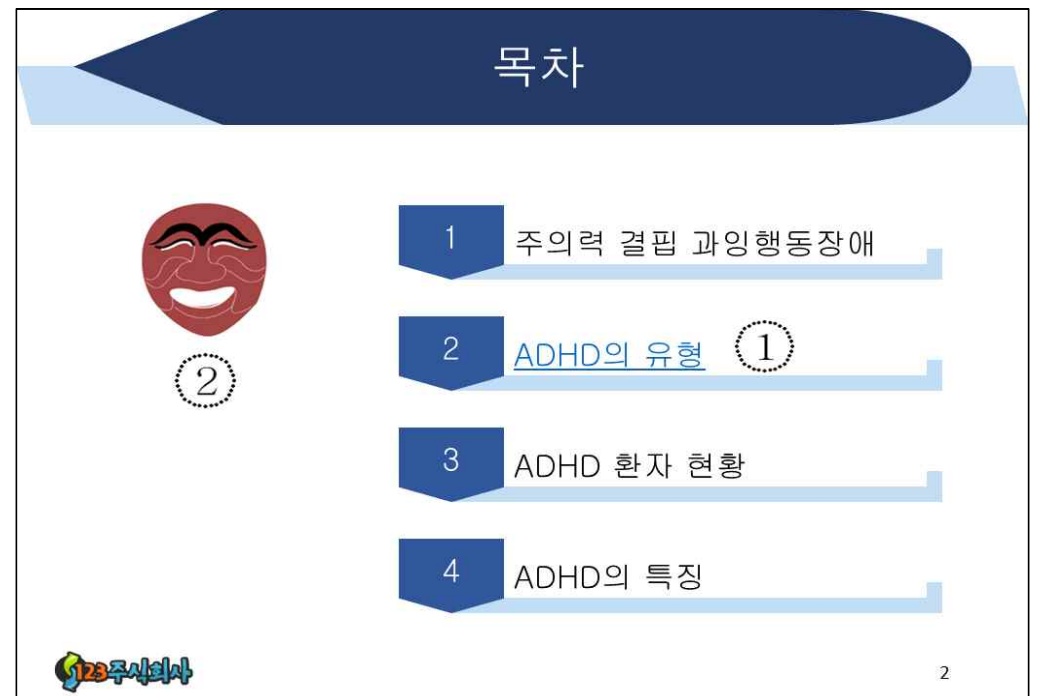 목차
1 주의력 결핍 과잉행동장애
2 ADHD의 유형 ①
②
3 ADHD 환자 현황
4 ADHD의 특징
123주식회사
2